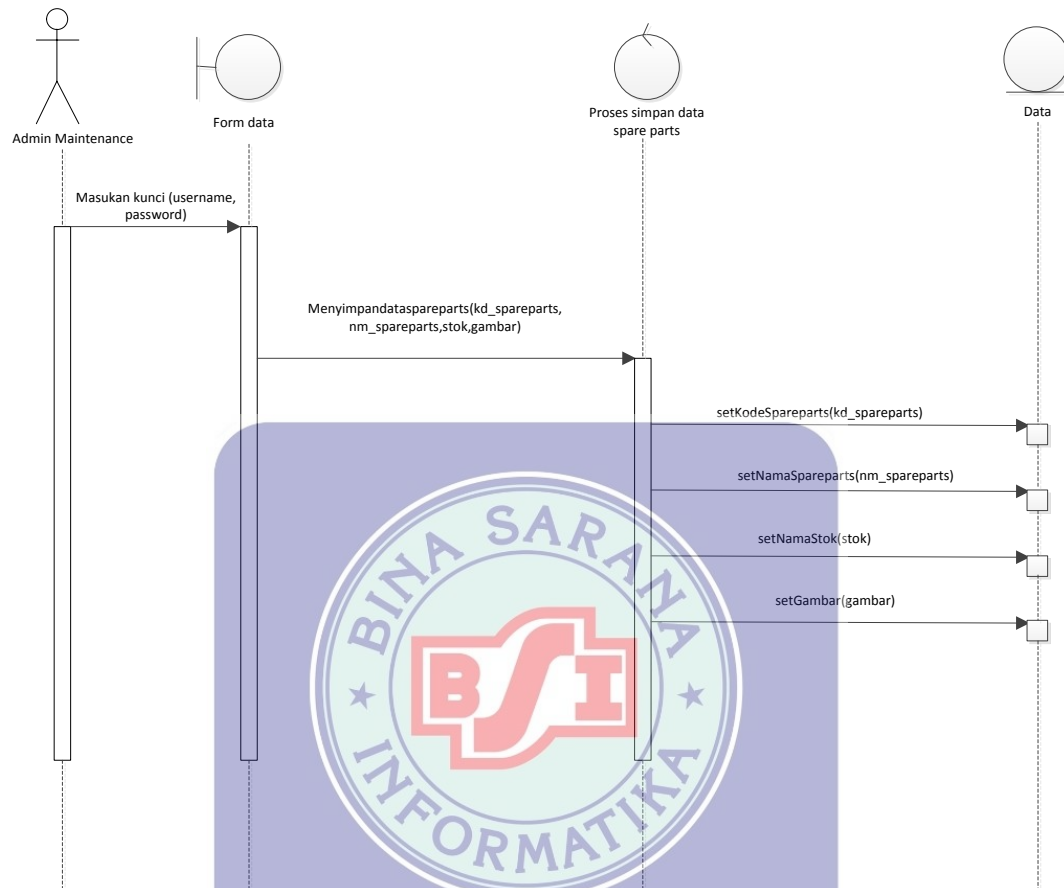 Admin Maintenance
Form data
Proses simpan data
spare parts
Data
Masukan kunci (username,
password)
Menyimpandataspareparts(kd_spareparts,
nm_spareparts,stok,gambar)
setKodeSpareparts(kd_spareparts)
setNamaSpareparts(nm_spareparts)
setNamaStok(stok)
setGambar(gambar)
BINA SARANA
BSI
INFORMATIKA